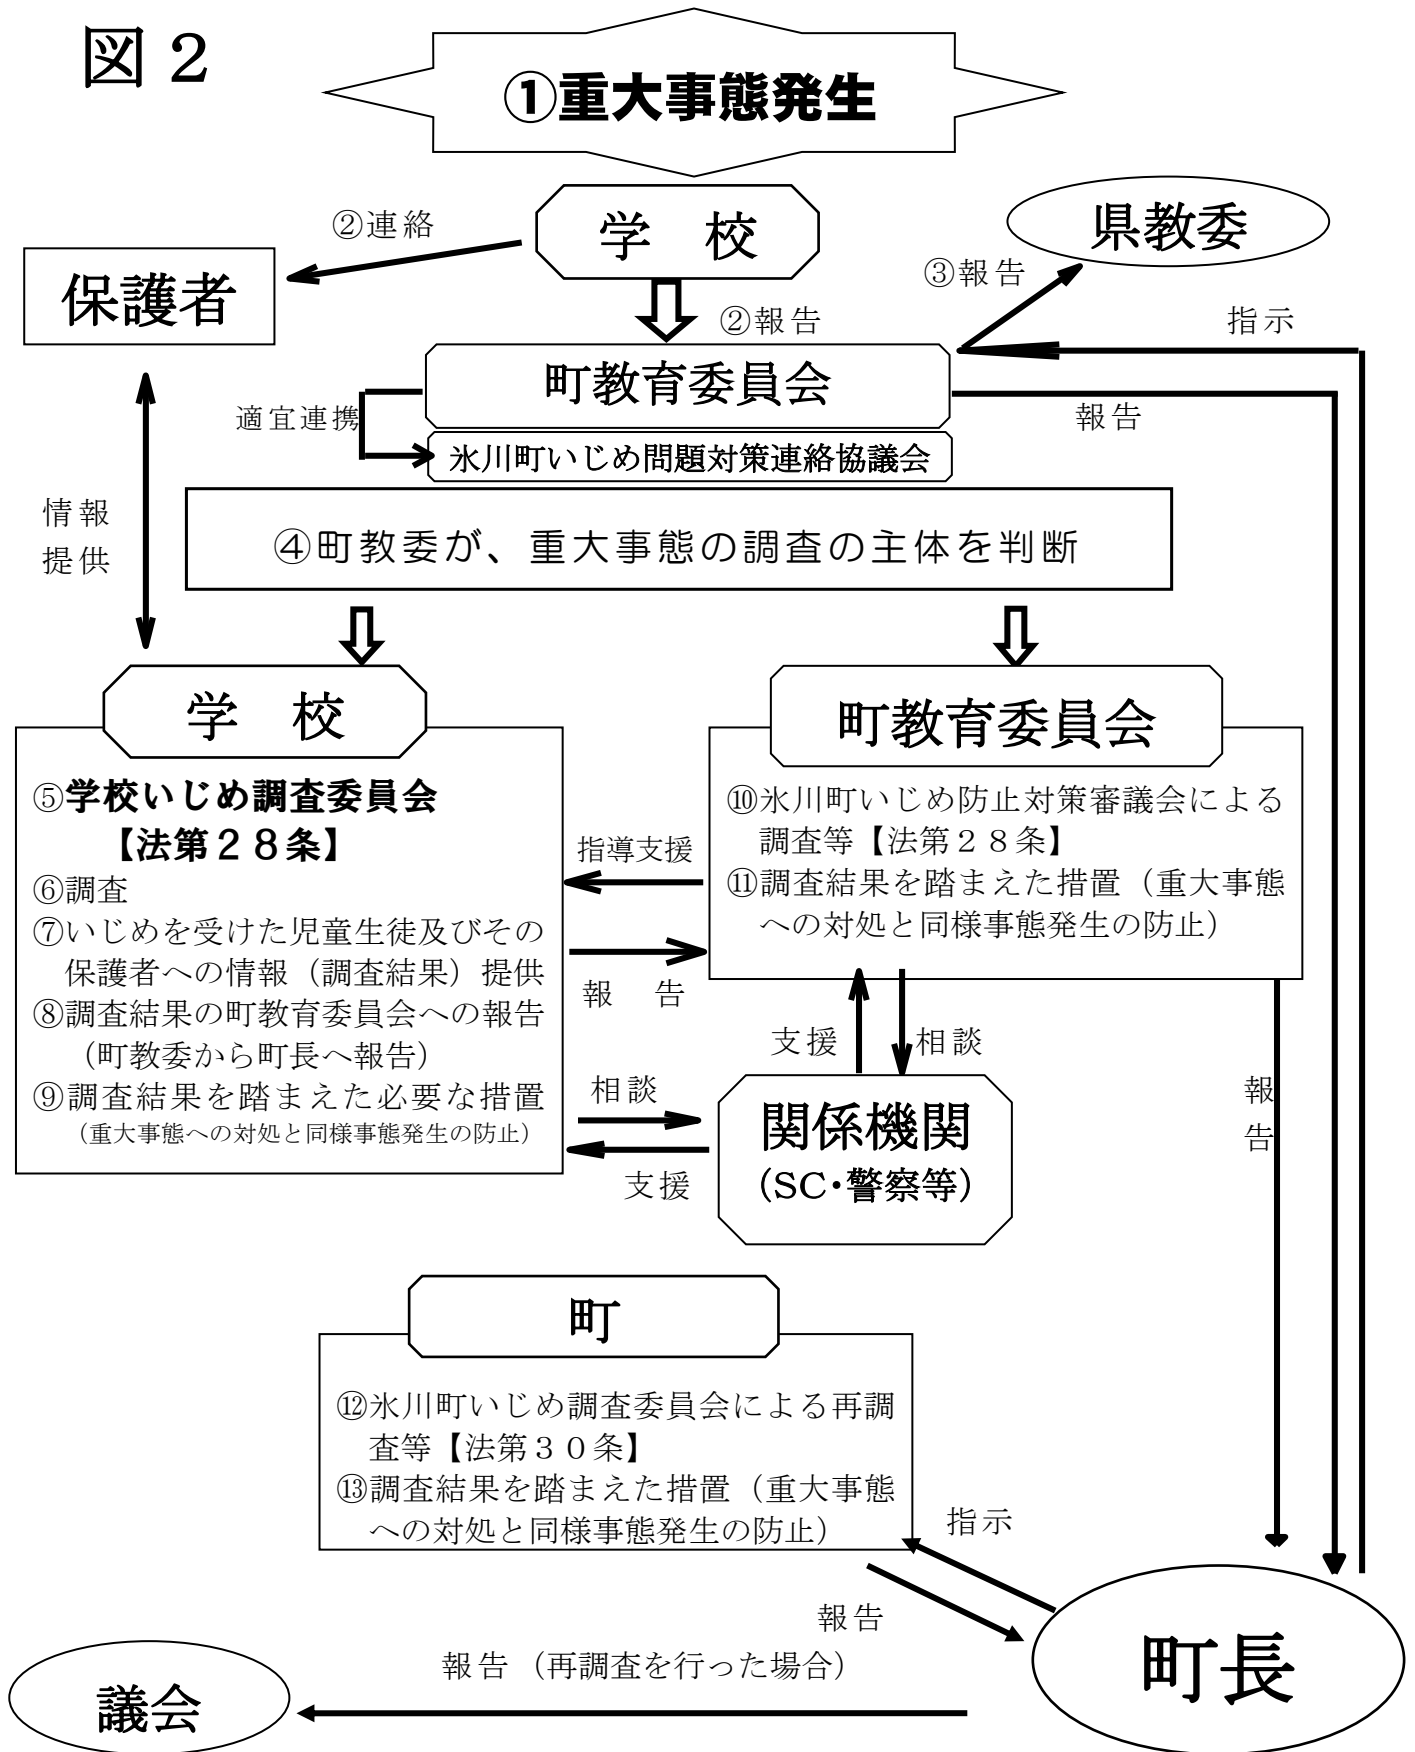 図２
①重大事態発生
学　校
県教委
②連絡
保護者
③報告
②報告
指示
町教育委員会
報告
適宜連携
氷川町いじめ問題対策連絡協議会
情報
提供
④町教委が、重大事態の調査の主体を判断
学　校
⑤学校いじめ調査委員会
【法第２８条】
⑥調査
⑦いじめを受けた児童生徒及びその
保護者への情報（調査結果）提供
⑧調査結果の町教育委員会への報告
（町教委から町長へ報告）
⑨調査結果を踏まえた必要な措置
（重大事態への対処と同様事態発生の防止）
指導支援
報　告
町教育委員会
⑩氷川町いじめ防止対策審議会による
調査等【法第２８条】
⑪調査結果を踏まえた措置（重大事態
への対処と同様事態発生の防止）
支援
相談
相談
支援
関係機関
（SC・警察等）
報
告
町
⑫氷川町いじめ調査委員会による再調
査等【法第３０条】
⑬調査結果を踏まえた措置（重大事態
への対処と同様事態発生の防止）
指示
報告
報告（再調査を行った場合）
町長
議会